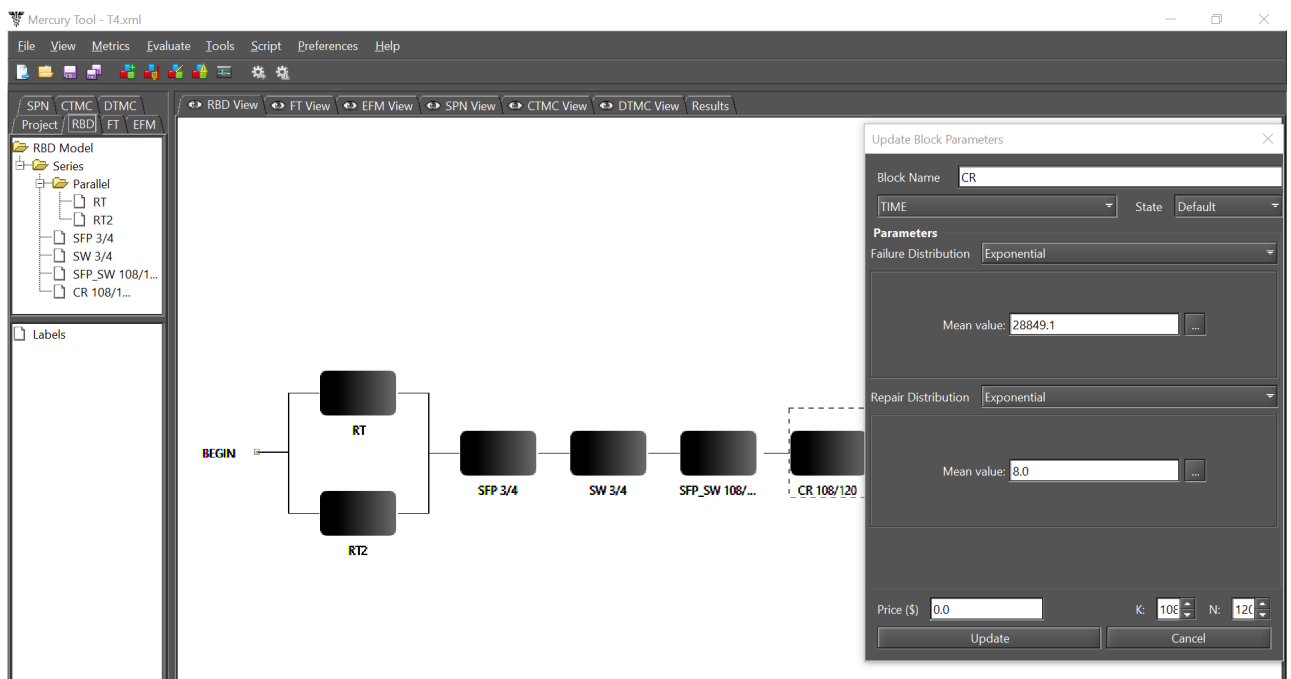 Mercury Tool - T4.xml
File View Metrics Evaluate Tools Script Preferences Help
SPN CTMC DTMC
Project RBD FT EFM
RBD View FT View EFM View SPN View CTMC View DTMC View Results
RBD Model
Series
Parallel
RT
RT2
SFP 3/4
SW 3/4
SFP_SW 108/1...
CR 108/1...
Labels
BEGIN
RT
RT2
SFP 3/4
SW 3/4
SFP_SW 108/...
CR 108/120
Update Block Parameters
Block Name CR
TIME State Default
Parameters
Failure Distribution Exponential
Mean value: 28849.1 ...
Repair Distribution Exponential
Mean value: 8.0 ...
Price ($) 0.0 K: 108 N: 120
Update Cancel